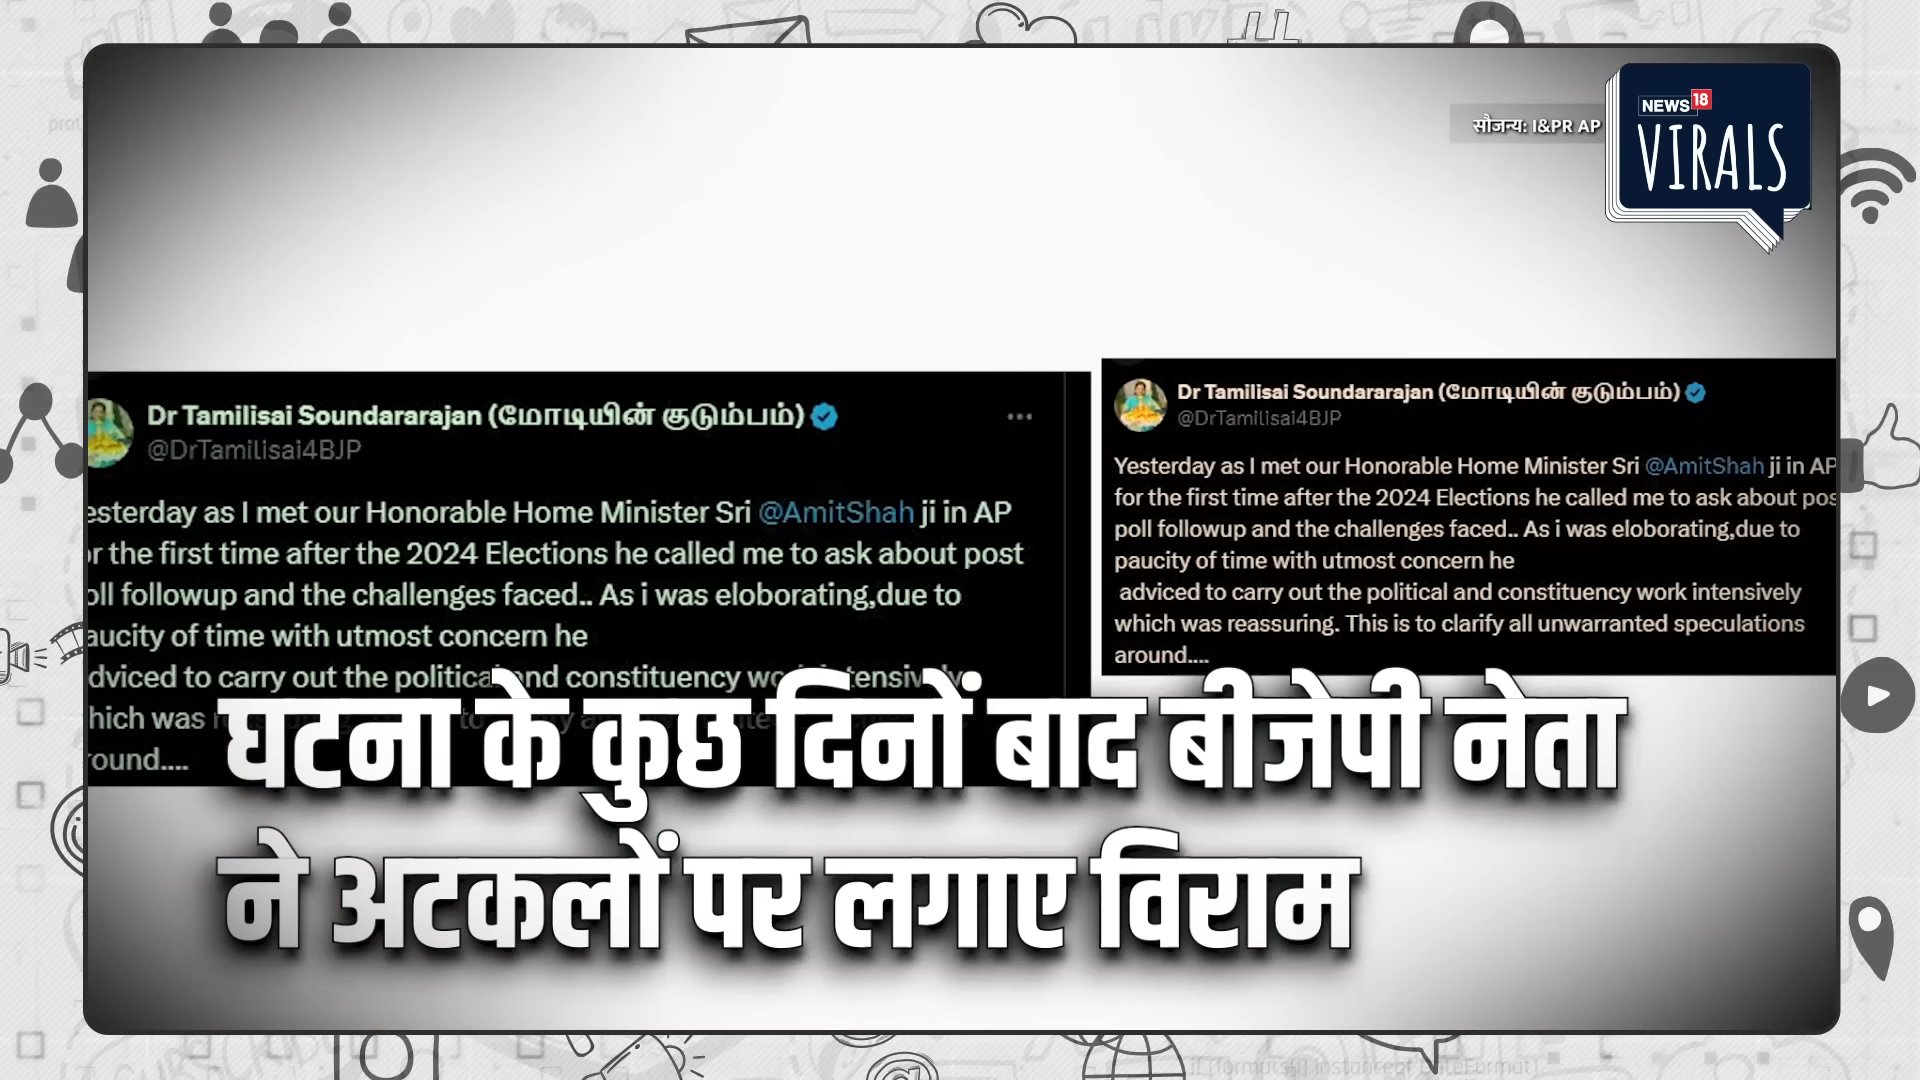 NEWS 18
VIRALS
सौजन्य: I&PR AP
Dr Tamilisai Soundararajan (மோடியின் குடும்பம்)
@DrTamilisai4BJP
esterday as I met our Honorable Home Minister Sri @AmitShah ji in AP
r the first time after the 2024 Elections he called me to ask about post
oll followup and the challenges faced.. As i was eloborating,due to
aucity of time with utmost concern he
dviced to carry out the political and constituency work intensively
hich was
round....
Dr Tamilisai Soundararajan (மோடியின் குடும்பம்)
@DrTamilisai4BJP
Yesterday as I met our Honorable Home Minister Sri @AmitShah ji in AP
for the first time after the 2024 Elections he called me to ask about pos
poll followup and the challenges faced.. As i was eloborating,due to
paucity of time with utmost concern he
adviced to carry out the political and constituency work intensively
which was reassuring. This is to clarify all unwarranted speculations
around....
घटना के कुछ दिनों बाद बीजेपी नेता
ने अटकलों पर लगाए विराम